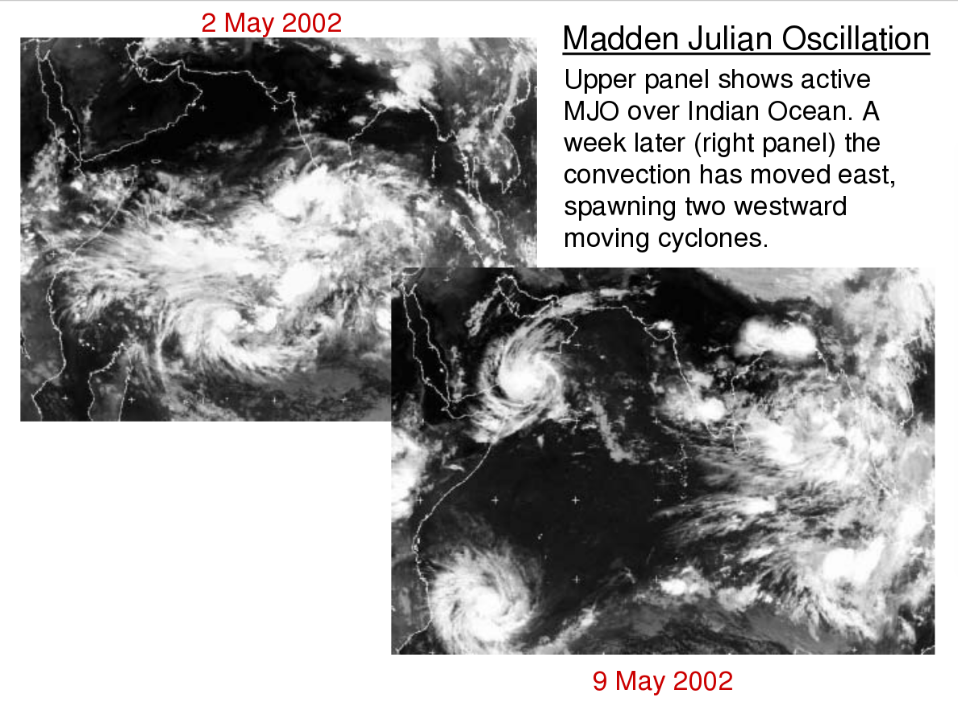 2 May 2002
Madden Julian Oscillation
Upper panel shows active
MJO over Indian Ocean. A
week later (right panel) the
convection has moved east,
spawning two westward
moving cyclones.
9 May 2002